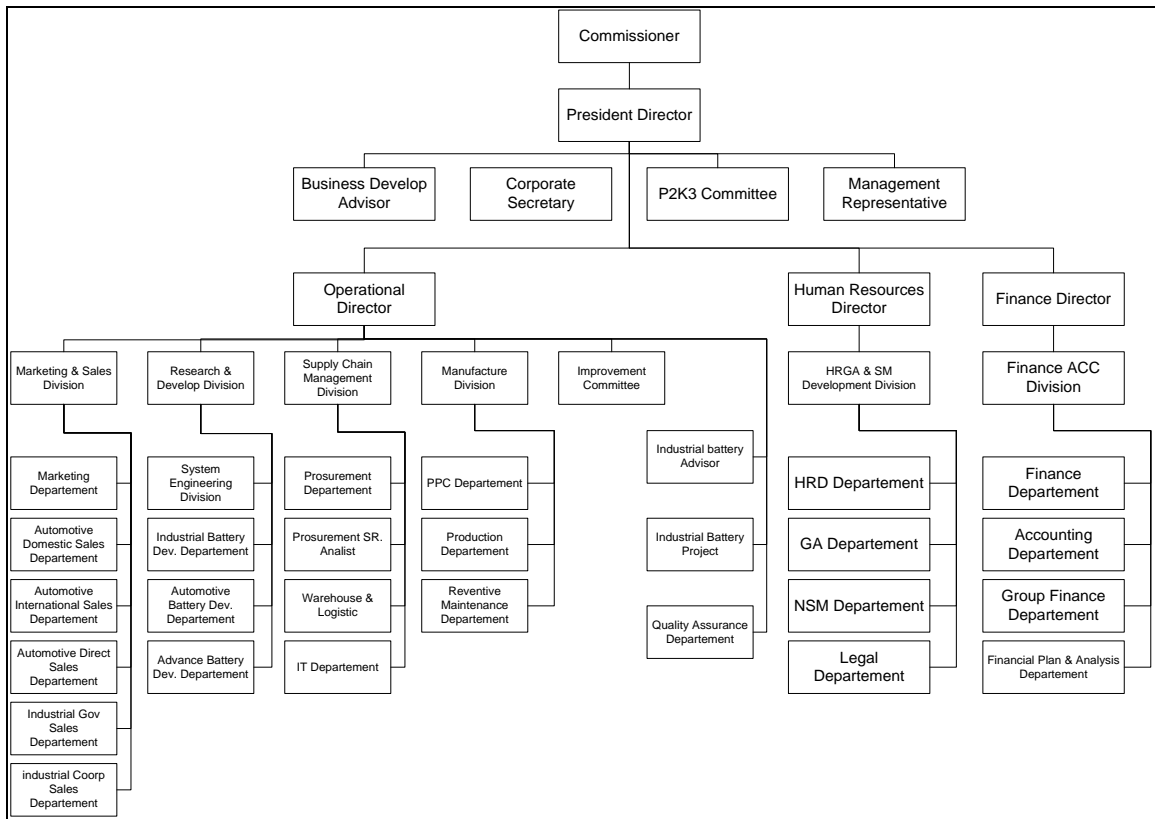 Commissioner
President Director
Business Develop
Advisor
Corporate
Secretary
P2K3 Committee
Management
Representative
Operational
Director
Human Resources
Director
Finance Director
Marketing & Sales
Division
Research &
Develop Division
Supply Chain
Management
Division
Manufacture
Division
Improvement
Committee
HRGA & SM
Development Division
Finance ACC
Division
Marketing
Departement
Automotive
Domestic Sales
Departement
Automotive
International Sales
Departement
Automotive Direct
Sales
Departement
Industrial Gov
Sales
Departement
industrial Coorp
Sales
Departement
System
Engineering
Division
Industrial Battery
Dev. Departement
Automotive
Battery Dev.
Departement
Advance Battery
Dev. Departement
Procurement
Departement
Procurement SR.
Analist
Warehouse &
Logistic
IT Departement
PPC Departement
Production
Departement
Reventive
Maintenance
Departement
Industrial battery
Advisor
Industrial Battery
Project
Quality Assurance
Departement
HRD Departement
GA Departement
NSM Departement
Legal
Departement
Finance
Departement
Accounting
Departement
Group Finance
Departement
Financial Plan & Analysis
Departement